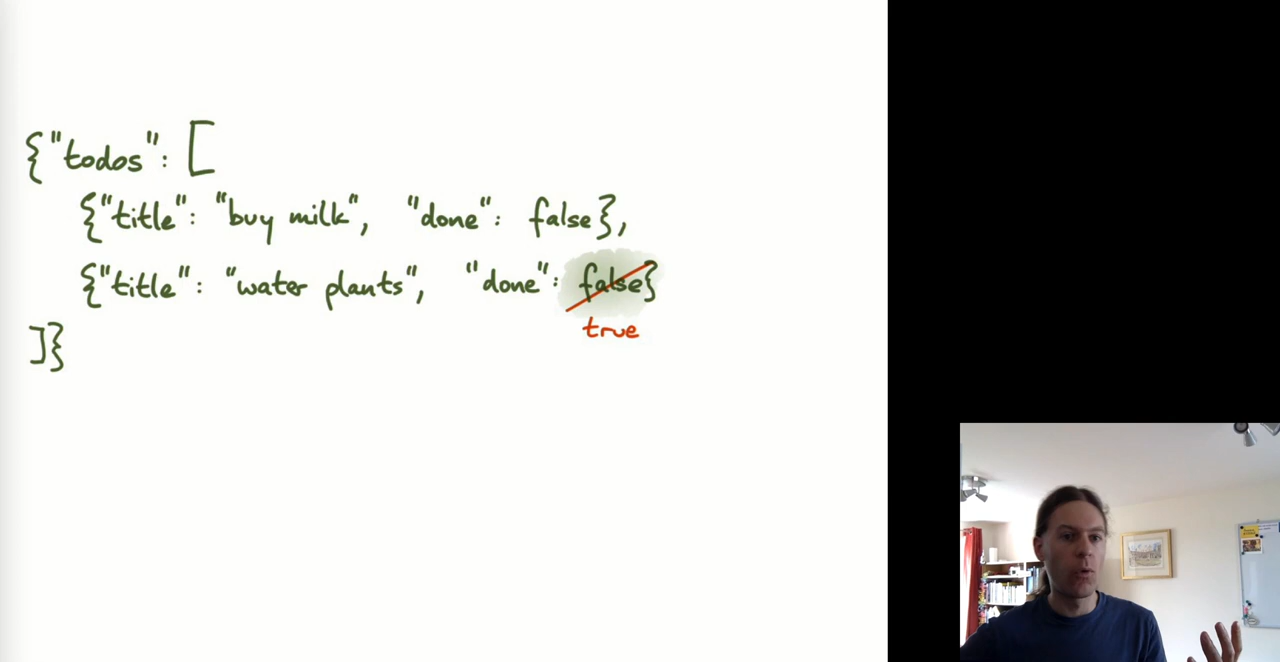 {"todos": [
{"title": "buy milk", "done": false},
{"title": "water plants", "done": false}
true
]}